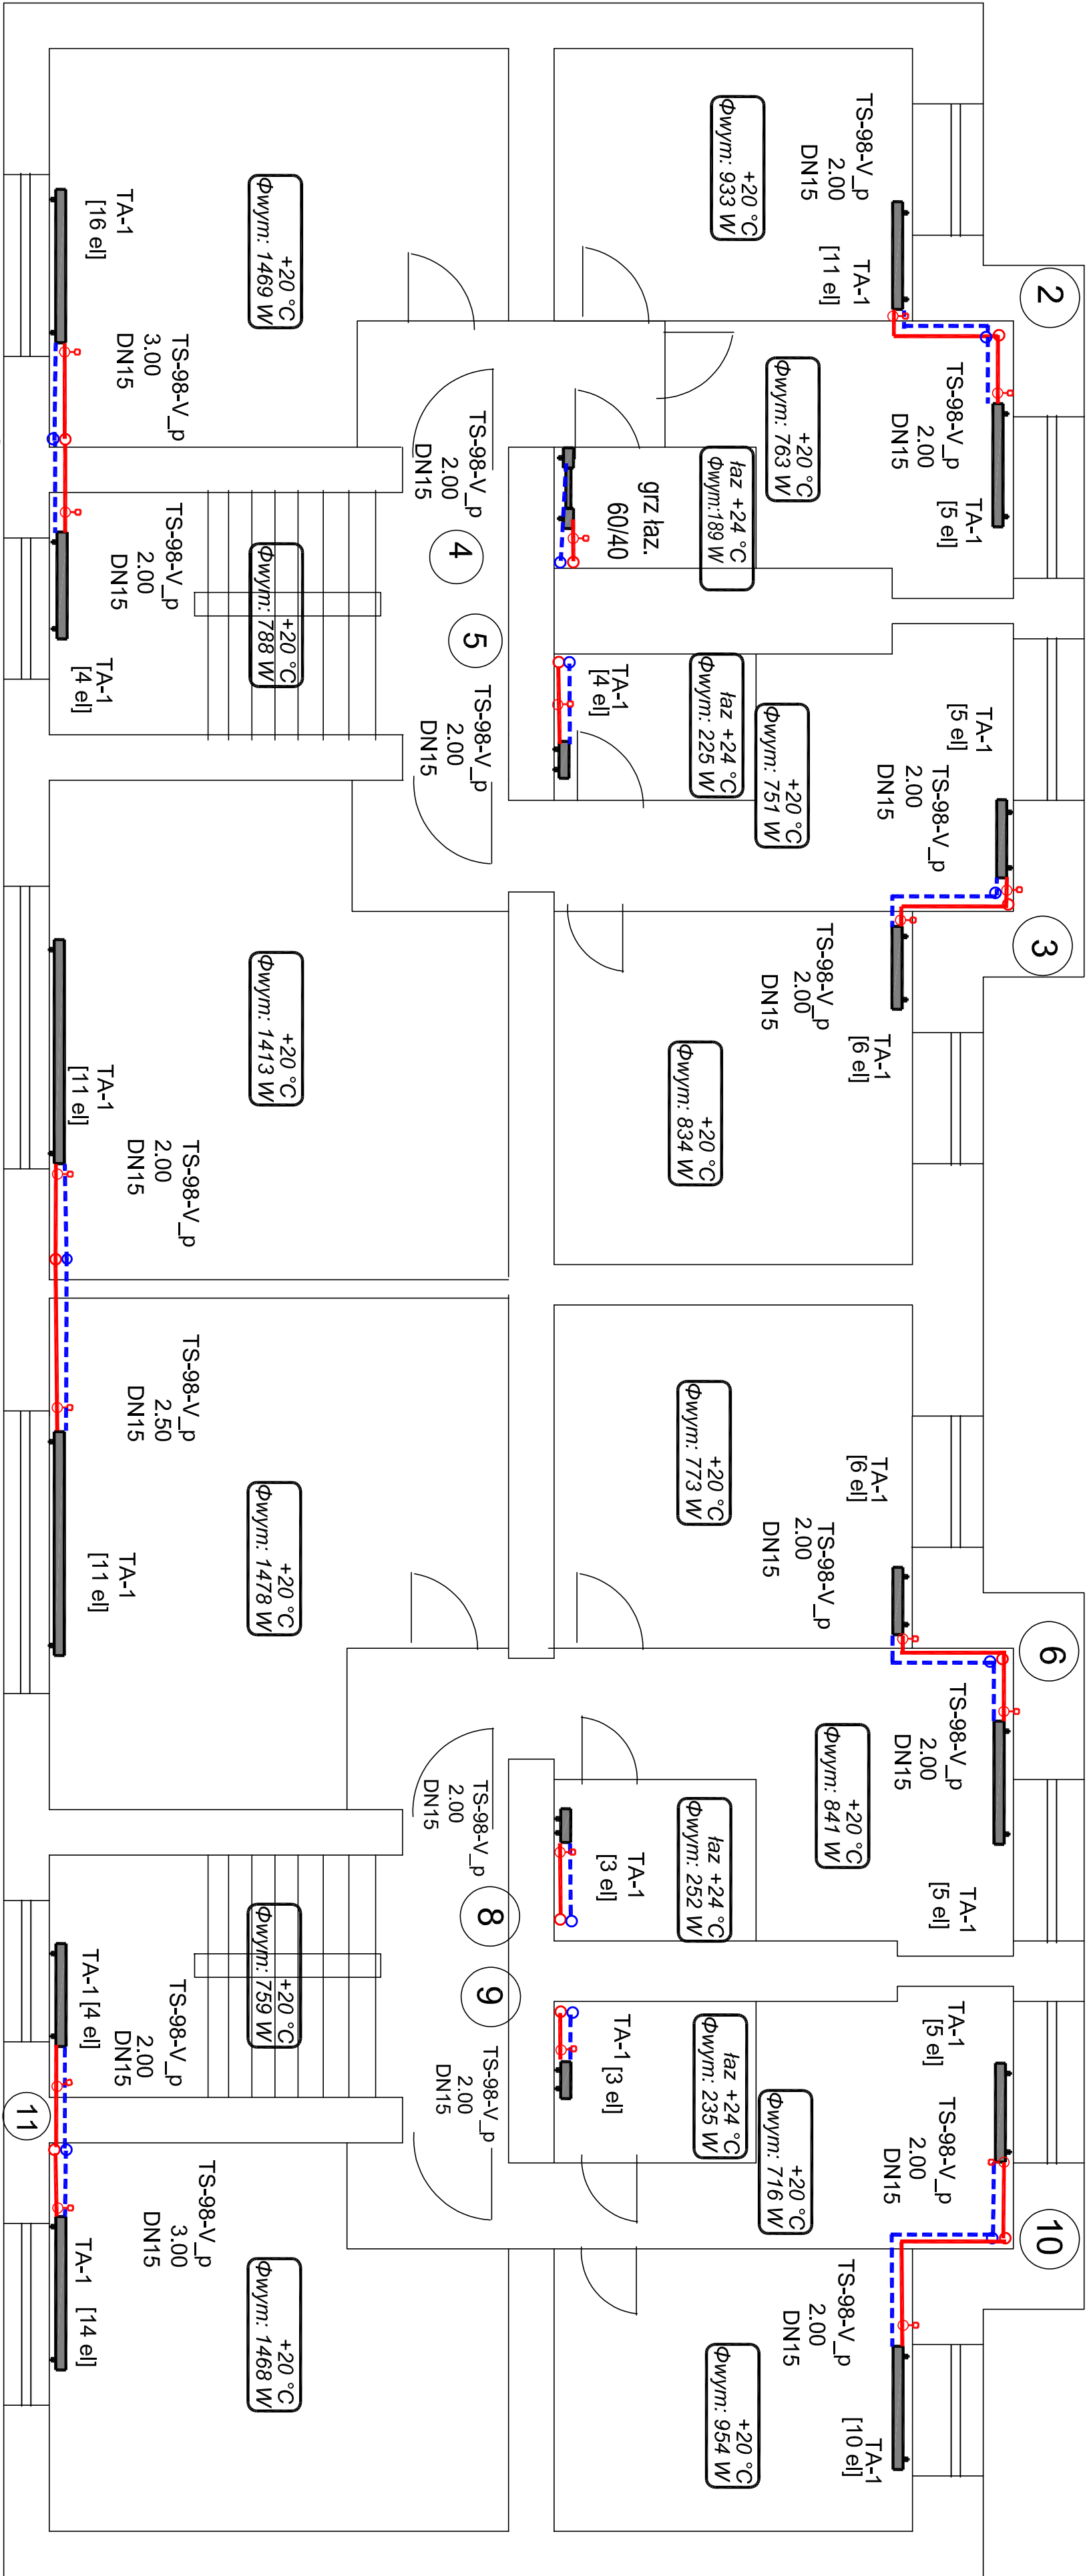 2
3
6
10
TS-98-V_p
2.00
DN15
TA-1
[11 el]
TS-98-V_p
2.00
DN15
TA-1
[5 el]
TA-1
[5 el]
TS-98-V_p
2.00
DN15
TS-98-V_p
2.00
DN15
TA-1
[6 el]
TA-1
[6 el]
TS-98-V_p
2.00
DN15
TS-98-V_p
2.00
DN15
TA-1
[5 el]
TA-1
[5 el]
TS-98-V_p
2.00
DN15
TS-98-V_p
2.00
DN15
TA-1
[10 el]
+20 °C
Φwym: 933 W
+20 °C
Φwym: 763 W
łaz +24 °C
Φwym:189 W
+20 °C
Φwym: 751 W
łaz +24 °C
Φwym: 225 W
+20 °C
Φwym: 834 W
+20 °C
Φwym: 773 W
+20 °C
Φwym: 841 W
łaz +24 °C
Φwym: 252 W
+20 °C
Φwym: 716 W
łaz +24 °C
Φwym: 235 W
+20 °C
Φwym: 954 W
grz łaz.
60/40
TA-1
[4 el]
TA-1
[3 el]
TA-1 [3 el]
TS-98-V_p
2.00
DN15
4
5
TS-98-V_p
2.00
DN15
TS-98-V_p
2.00
DN15
8
9
TS-98-V_p
2.00
DN15
+20 °C
Φwym: 1469 W
+20 °C
Φwym: 788 W
+20 °C
Φwym: 1413 W
+20 °C
Φwym: 1478 W
+20 °C
Φwym: 759 W
+20 °C
Φwym: 1468 W
TA-1
[16 el]
TS-98-V_p
3.00
DN15
TS-98-V_p
2.00
DN15
TA-1
[4 el]
TA-1
[11 el]
TS-98-V_p
2.00
DN15
TS-98-V_p
2.50
DN15
TA-1
[11 el]
TA-1 [4 el]
TS-98-V_p
2.00
DN15
TS-98-V_p
3.00
DN15
TA-1 [14 el]
11